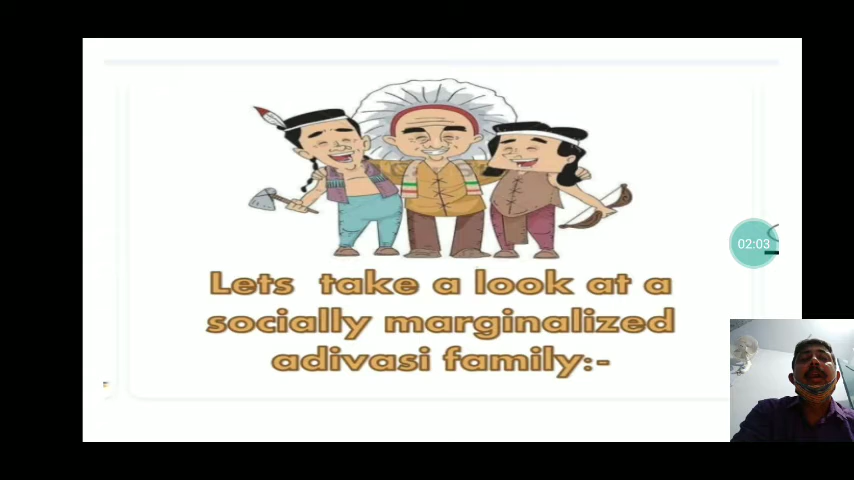 02:03
Lets take a look at a
socially marginalized
adivasi family:-